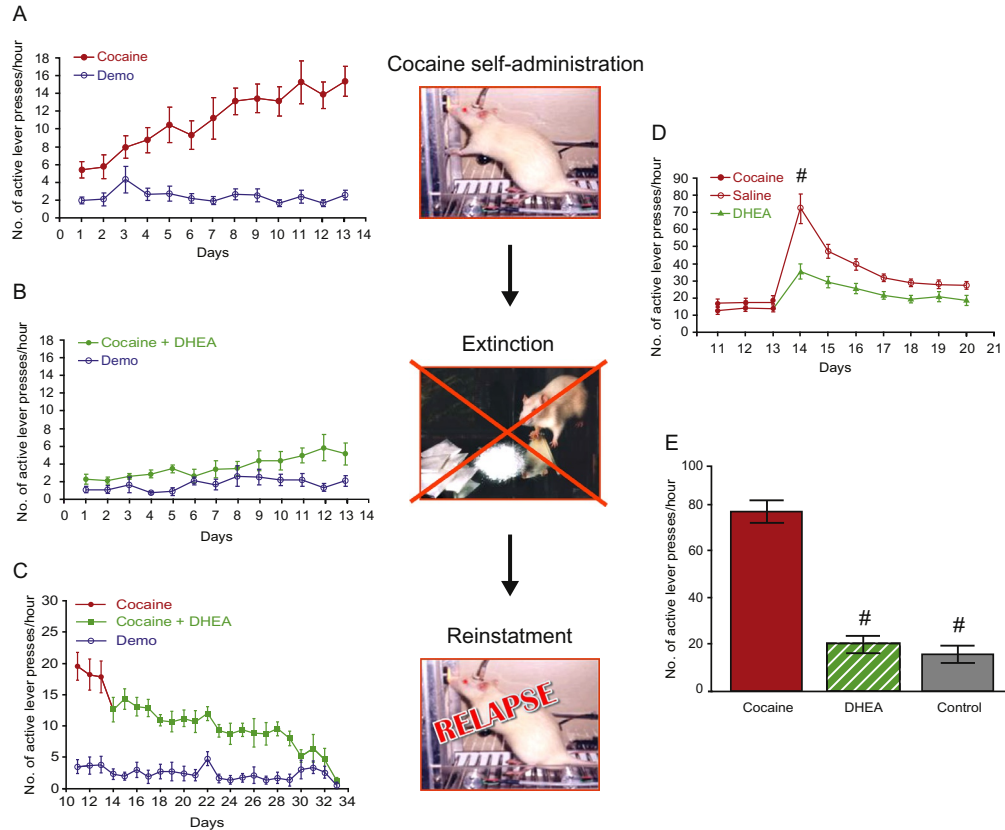 A
Cocaine
Demo
No. of active lever presses/hour
18
16
14
12
10
8
6
4
2
0
0 1 2 3 4 5 6 7 8 9 10 11 12 13 14
Days
Cocaine self-administration
B
Cocaine + DHEA
Demo
No. of active lever presses/hour
18
16
14
12
10
8
6
4
2
0
0 1 2 3 4 5 6 7 8 9 10 11 12 13 14
Days
Extinction
C
Cocaine
Cocaine + DHEA
Demo
No. of active lever presses/hour
30
25
20
15
10
5
0
10 12 14 16 18 20 22 24 26 28 30 32 34
Days
Reinstatment
RELAPSE
D
Cocaine
Saline
DHEA
#
No. of active lever presses/hour
90
80
70
60
50
40
30
20
10
0
11 12 13 14 15 16 17 18 19 20 21
Days
E
No. of active lever presses/hour
100
80
60
40
20
0
# #
Cocaine DHEA Control